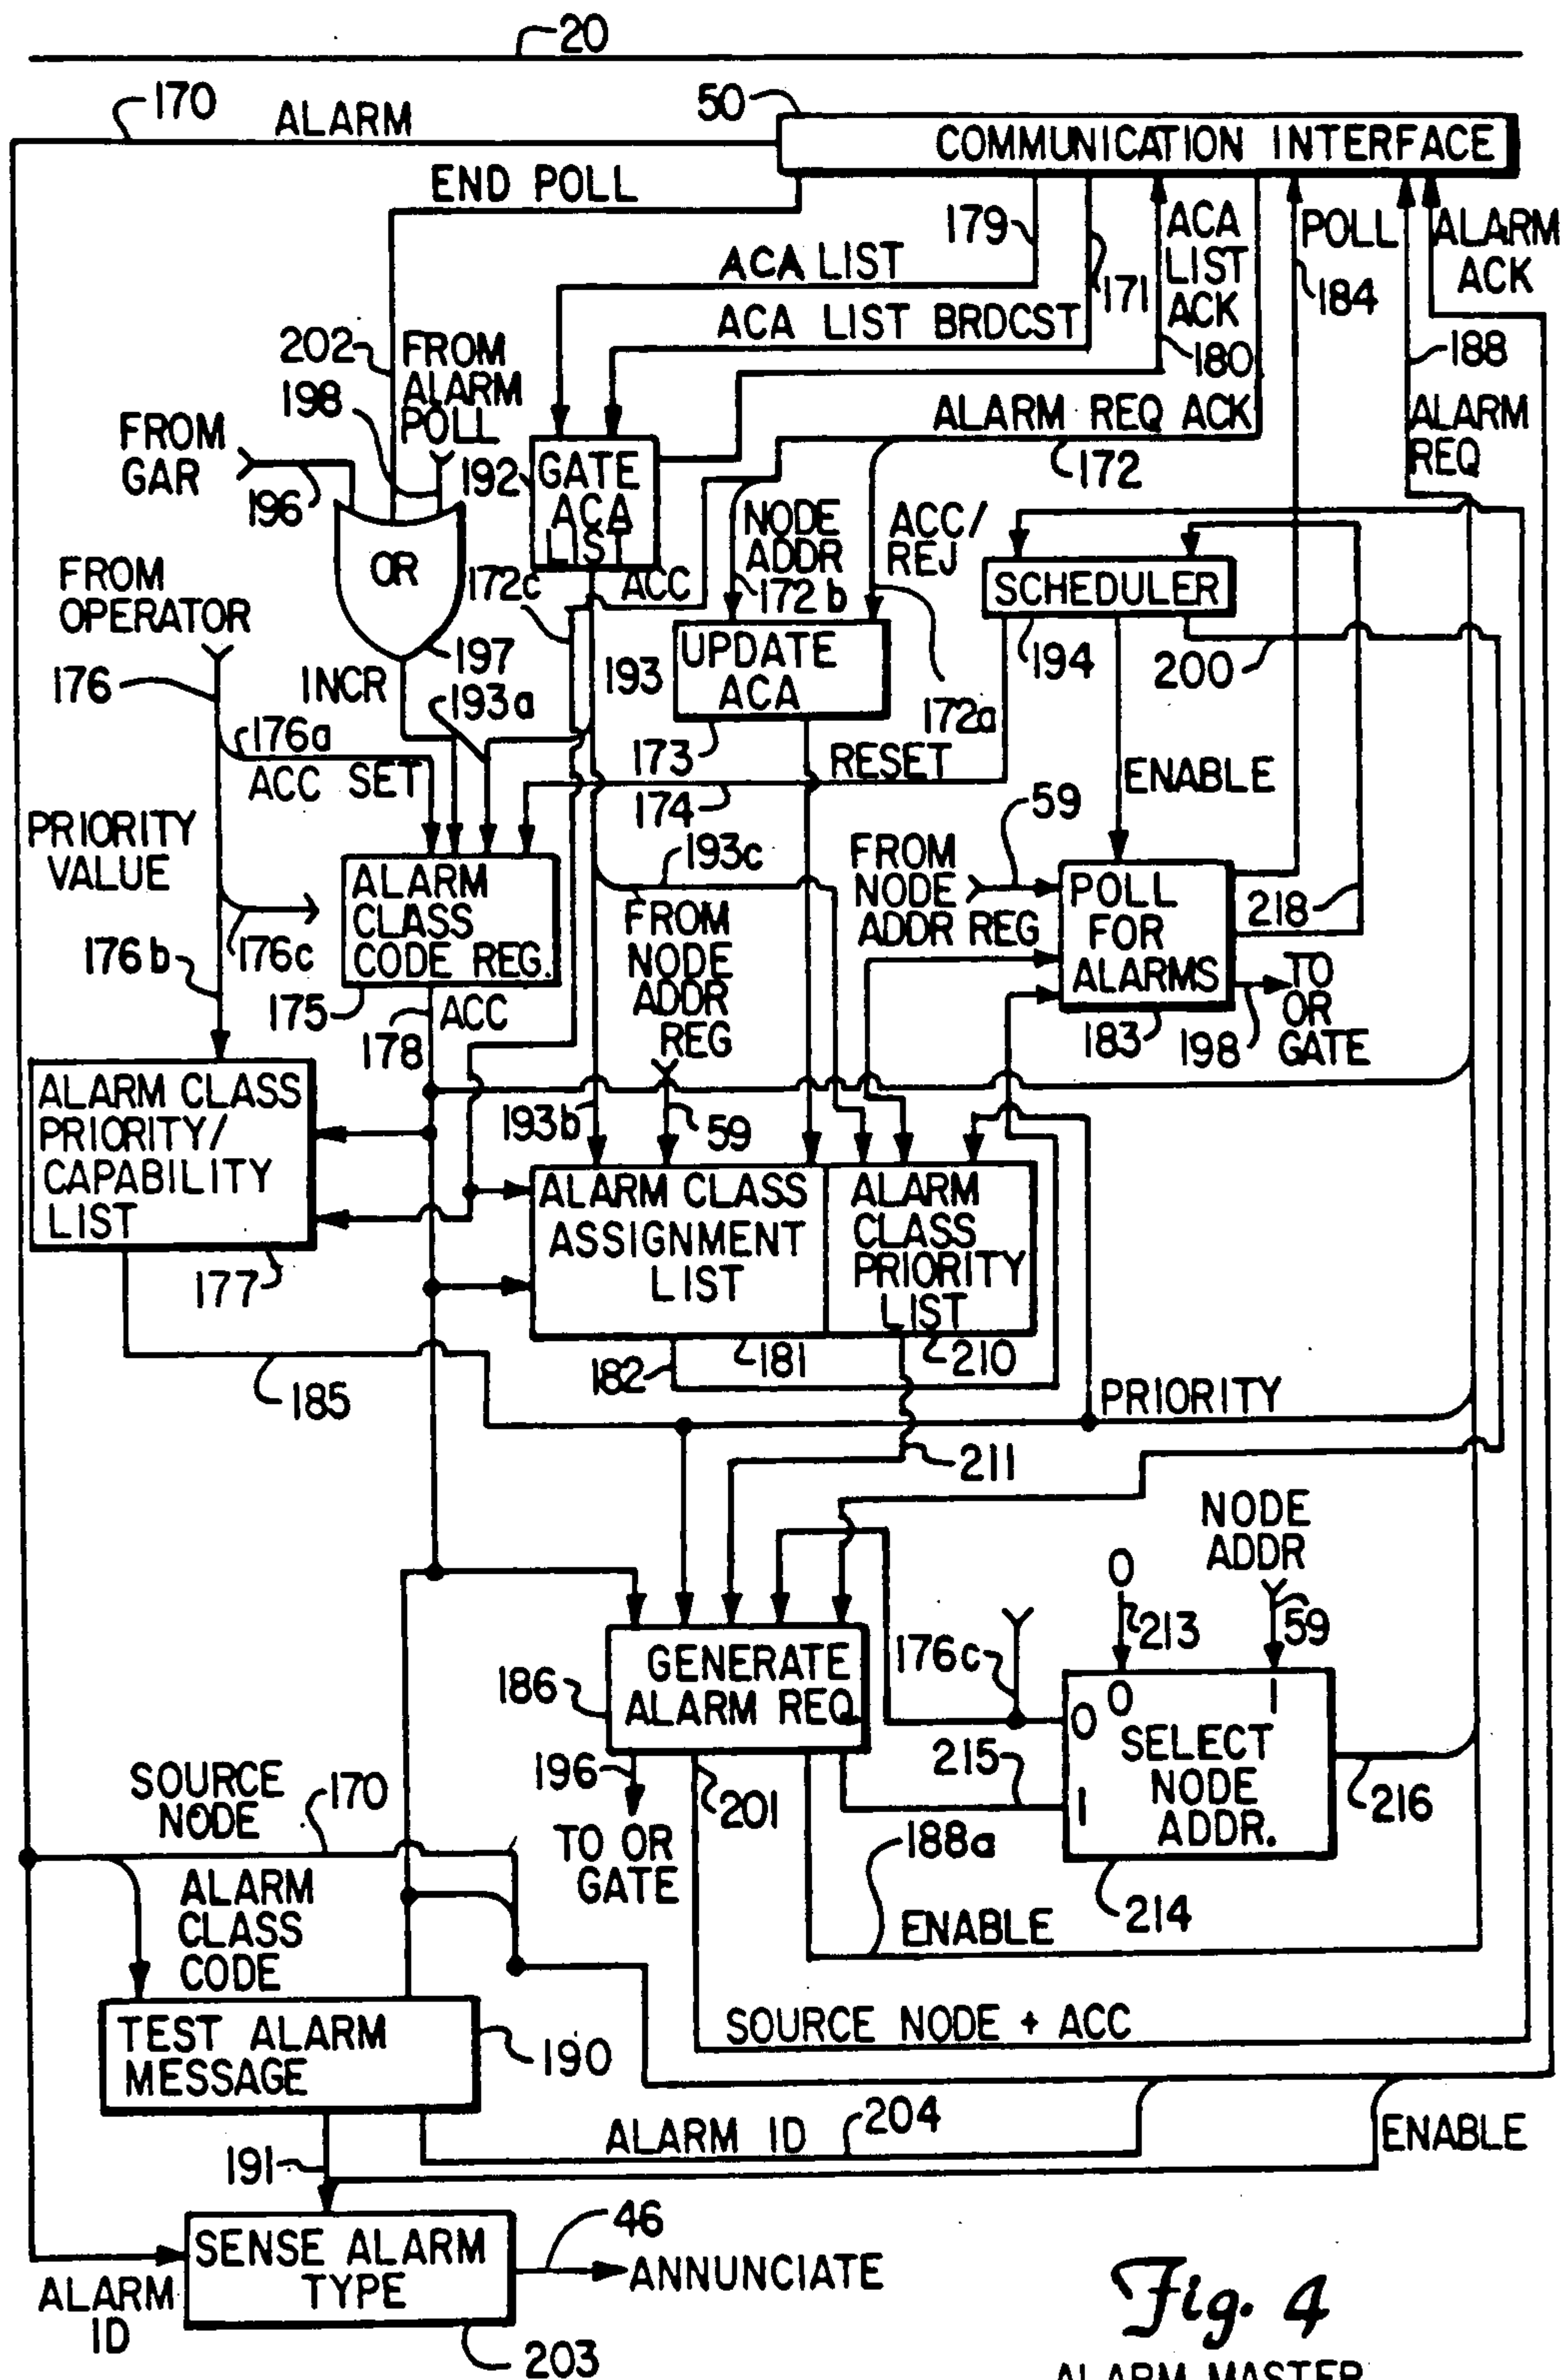 20
170
ALARM
50
COMMUNICATION INTERFACE
END POLL
179
ACA LIST
171
ACA
LIST
ACK
180
POLL
184
ALARM
ACK
ACA LIST BRDCST
202
FROM
ALARM
POLL
198
188
ALARM
REQ
ALARM REQ ACK
172
FROM
GAR
196
192
GATE
ACA
LIST
NODE
ADDR
172b
ACC/
REJ
OR
172c
ACC
SCHEDULER
FROM
OPERATOR
197
193
UPDATE
ACA
194
200
176
INCR
193a
172a
176a
ACC SET
173
RESET
174
ENABLE
59
PRIORITY
VALUE
193c
FROM
NODE
ADDR REG
ALARM
CLASS
CODE REG.
POLL
FOR
ALARMS
218
176b
176c
FROM
NODE
ADDR
REG
175
178
ACC
183
198
TO
OR
GATE
ALARM CLASS
PRIORITY/
CAPABILITY
LIST
193b
59
ALARM CLASS
ASSIGNMENT
LIST
ALARM
CLASS
PRIORITY
LIST
177
182
181
210
185
PRIORITY
211
NODE
ADDR
0
213
59
186
GENERATE
ALARM REQ
176c
0
0
1
SELECT
NODE
ADDR.
1
196
201
215
216
SOURCE
NODE
170
TO OR
GATE
188a
214
ALARM
CLASS
CODE
ENABLE
TEST ALARM
MESSAGE
190
SOURCE NODE + ACC
191
ALARM ID
204
ENABLE
46
SENSE ALARM
TYPE
ANNUNCIATE
ALARM
ID
203
Fig. 4
ALARM MASTER